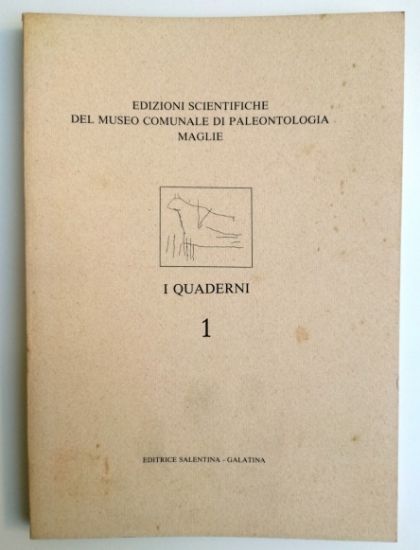 EDIZIONI SCIENTIFICHE
DEL MUSEO COMUNALE DI PALEONTOLOGIA
MAGLIE
I QUADERNI
1
EDITRICE SALENTINA - GALATINA